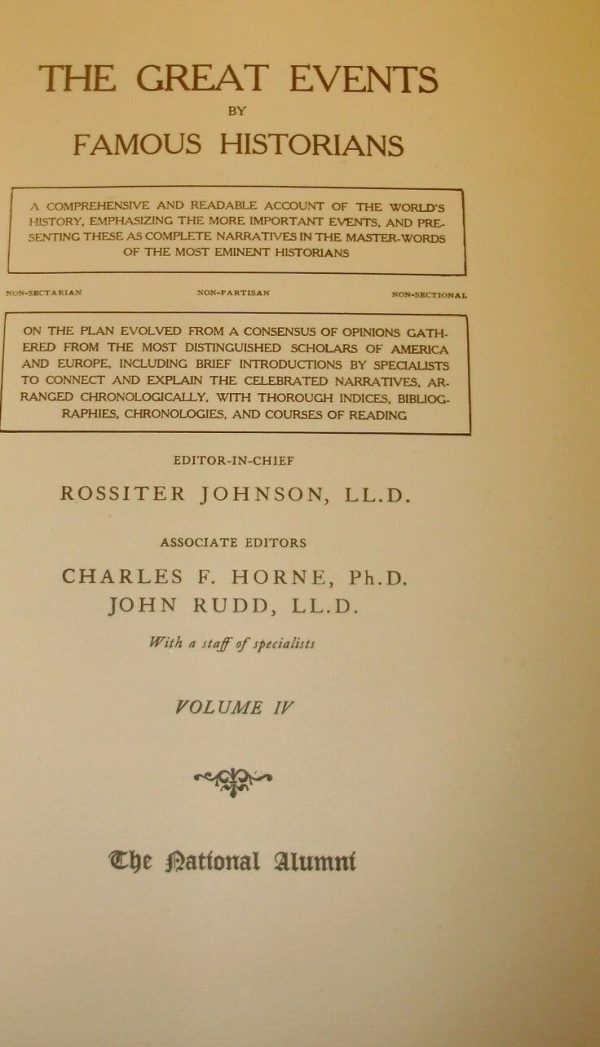 THE GREAT EVENTS
BY
FAMOUS HISTORIANS
A COMPREHENSIVE AND READABLE ACCOUNT OF THE WORLD'S
HISTORY, EMPHASIZING THE MORE IMPORTANT EVENTS, AND PRE-
SENTING THESE AS COMPLETE NARRATIVES IN THE MASTER-WORDS
OF THE MOST EMINENT HISTORIANS
NON-SECTARIAN NON-PARTISAN NON-SECTIONAL
ON THE PLAN EVOLVED FROM A CONSENSUS OF OPINIONS GATH-
ERED FROM THE MOST DISTINGUISHED SCHOLARS OF AMERICA
AND EUROPE, INCLUDING BRIEF INTRODUCTIONS BY SPECIALISTS
TO CONNECT AND EXPLAIN THE CELEBRATED NARRATIVES, AR-
RANGED CHRONOLOGICALLY, WITH THOROUGH INDICES, BIBLIOG-
RAPHIES, CHRONOLOGIES, AND COURSES OF READING
EDITOR-IN-CHIEF
ROSSITER JOHNSON, LL.D.
ASSOCIATE EDITORS
CHARLES F. HORNE, Ph.D.
JOHN RUDD, LL.D.
With a staff of specialists
VOLUME IV
The National Alumni